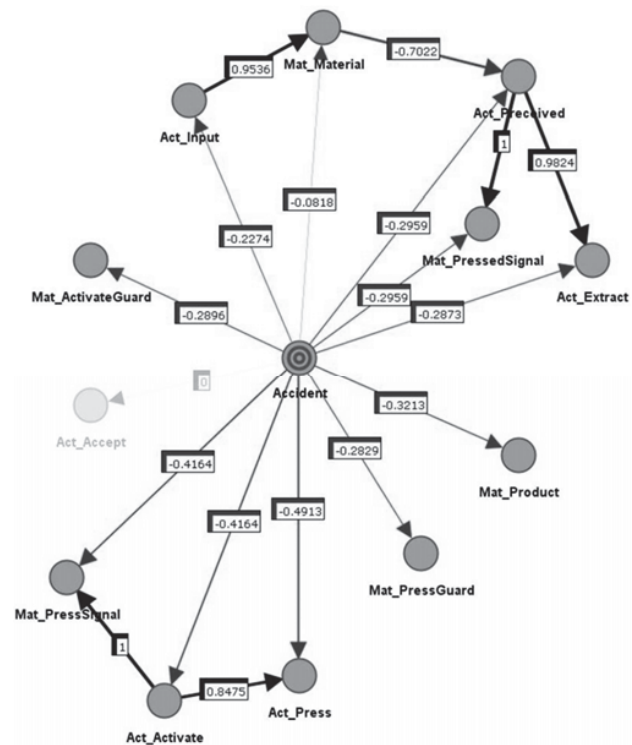 Mat_Material
-0.7022
0.9536
Act_Preceived
Act_Input
1
0.9824
-0.0818
-0.2959
-0.2274
Mat_PressedSignal
Mat_ActivateGuard
Act_Extract
-0.2959
-0.2896
-0.2873
Accident
0
-0.3213
Act_Accept
-0.2829
-0.4164
Mat_Product
-0.4913
-0.4164
Mat_PressGuard
Mat_PressSignal
1
0.8475
Act_Press
Act_Activate